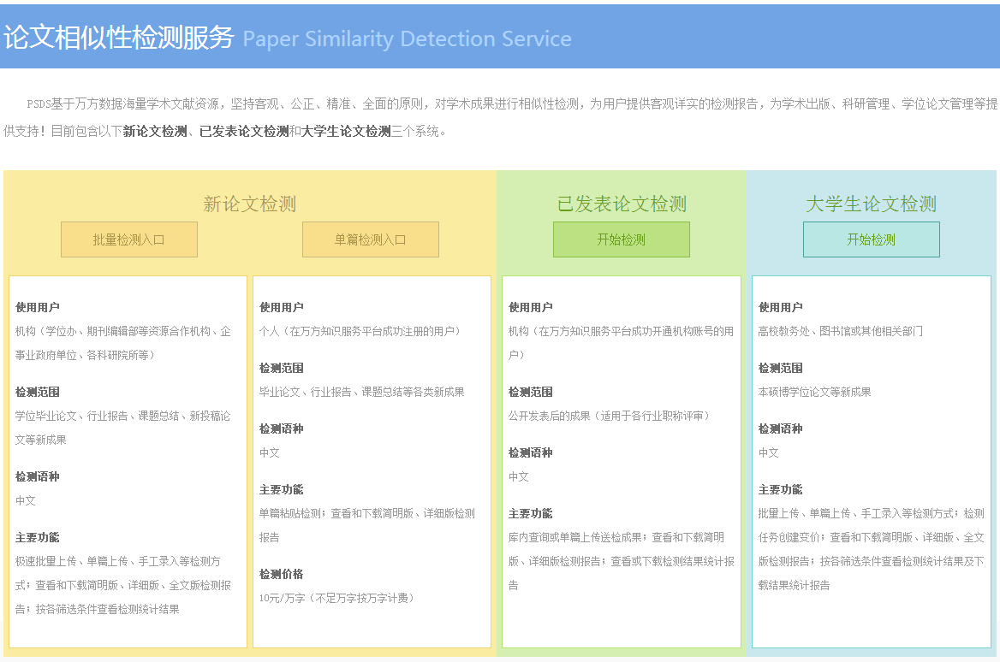 论文相似性检测服务 Paper Similarity Detection Service
PSDS基于万方数据海量学术文献资源，坚持客观、公正、精准、全面的原则，对学术成果进行相似性检测，为用户提供客观详实的检测报告，为学术出版、科研管理、学位论文管理等提
供支持！目前包含以下新论文检测、已发表论文检测和大学生论文检测三个系统。
新论文检测
批量检测入口
单篇检测入口
使用用户
机构（学位办、期刊编辑部等资源合作机构、企
事业政府单位、各科研院所等）
检测范围
学位毕业论文、行业报告、课题总结、新投稿论
文等新成果
检测语种
中文
主要功能
极速批量上传、单篇上传、手工录入等检测方
式；查看和下载简明版、详细版、全文版检测报
告；按各筛选条件查看检测统计结果
使用用户
个人（在万方知识服务平台成功注册的用户）
检测范围
毕业论文、行业报告、课题总结等各类新成果
检测语种
中文
主要功能
单篇粘贴检测；查看和下载简明版、详细版检测
报告
检测价格
10元/万字（不足万字按万字计费）
已发表论文检测
开始检测
使用用户
机构（在万方知识服务平台成功开通机构账号的用
户）
检测范围
公开发表后的成果（适用于各行业职称评审）
检测语种
中文
主要功能
库内查询或单篇上传送检成果；查看和下载简明
版、详细版检测报告；查看或下载检测结果统计报
告
大学生论文检测
开始检测
使用用户
高校教务处、图书馆或其他相关部门
检测范围
本硕博学位论文等新成果
检测语种
中文
主要功能
批量上传、单篇上传、手工录入等检测方式；检测
任务创建变价；查看和下载简明版、详细版、全文
版检测报告；按各筛选条件查看检测统计结果及下
载结果统计报告